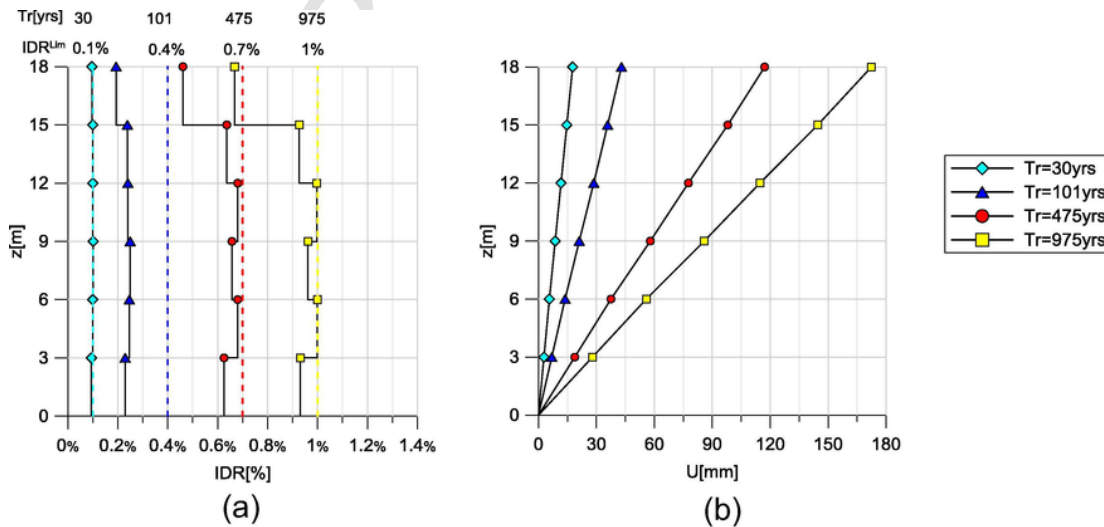 Tr[yrs] 30 101 475 975
IDR^Lim 0.1% 0.4% 0.7% 1%
18
15
12
9
6
3
0
z[m]
0% 0.2% 0.4% 0.6% 0.8% 1% 1.2% 1.4%
IDR[%]
(a)
18
15
12
9
6
3
0
z[m]
0 30 60 90 120 150 180
U[mm]
(b)
Tr=30yrs
Tr=101yrs
Tr=475yrs
Tr=975yrs